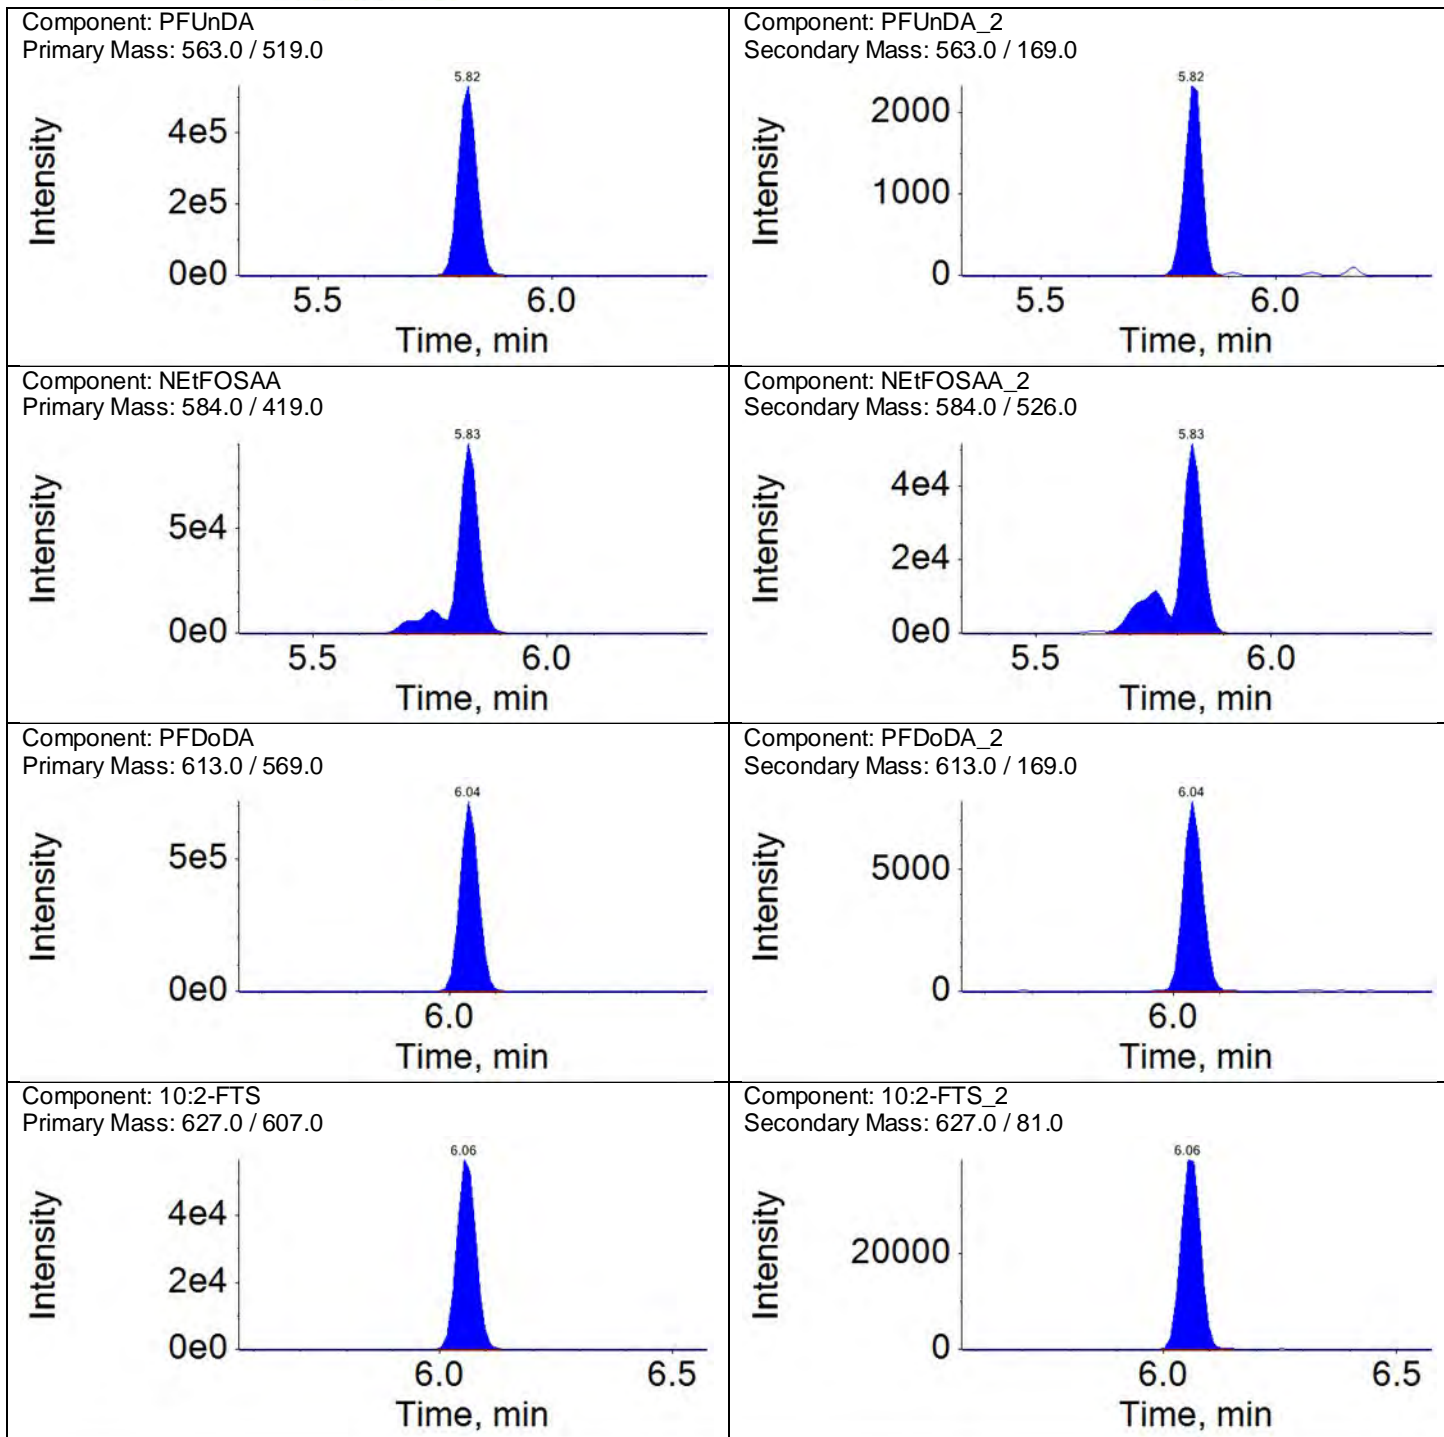 Component: PFUnDA
Primary Mass: 563.0 / 519.0
5.82
Intensity
4e5
2e5
0e0
5.5
6.0
Time, min
Component: PFUnDA_2
Secondary Mass: 563.0 / 169.0
5.82
Intensity
2000
1000
0
5.5
6.0
Time, min
Component: NEtFOSAA
Primary Mass: 584.0 / 419.0
5.83
Intensity
5e4
0e0
5.5
6.0
Time, min
Component: NEtFOSAA_2
Secondary Mass: 584.0 / 526.0
5.83
Intensity
4e4
2e4
0e0
5.5
6.0
Time, min
Component: PFDoDA
Primary Mass: 613.0 / 569.0
6.04
Intensity
5e5
0e0
6.0
Time, min
Component: PFDoDA_2
Secondary Mass: 613.0 / 169.0
6.04
Intensity
5000
0
6.0
Time, min
Component: 10:2-FTS
Primary Mass: 627.0 / 607.0
6.06
Intensity
4e4
2e4
0e0
6.0
6.5
Time, min
Component: 10:2-FTS_2
Secondary Mass: 627.0 / 81.0
6.06
Intensity
20000
0
6.0
6.5
Time, min